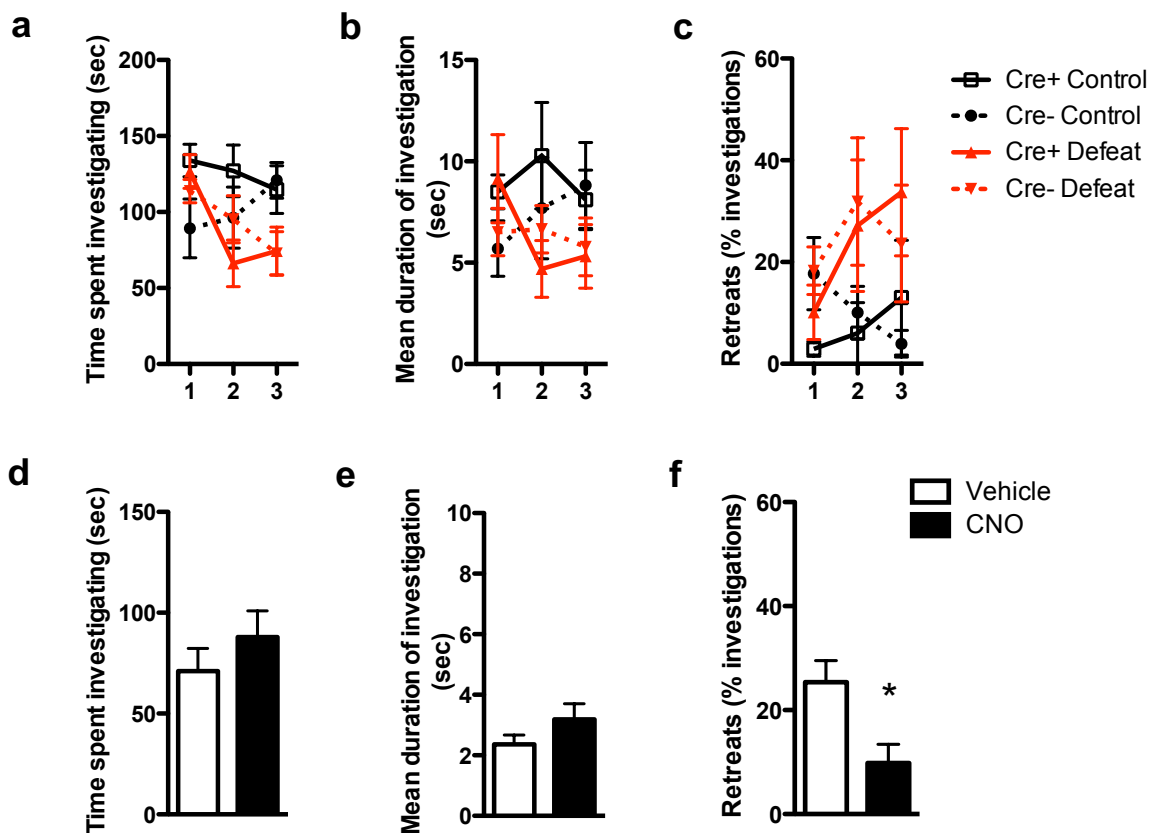 a
Time spent investigating (sec)
200
150
100
50
0
1 2 3
b
Mean duration of investigation
(sec)
15
10
5
0
1 2 3
c
Retreats (% investigations)
60
40
20
0
1 2 3
Cre+ Control
Cre- Control
Cre+ Defeat
Cre- Defeat
d
Time spent investigating (sec)
150
100
50
0
e
Mean duration of investigation
(sec)
10
8
6
4
2
0
f
Retreats (% investigations)
60
40
20
0
*
Vehicle
CNO